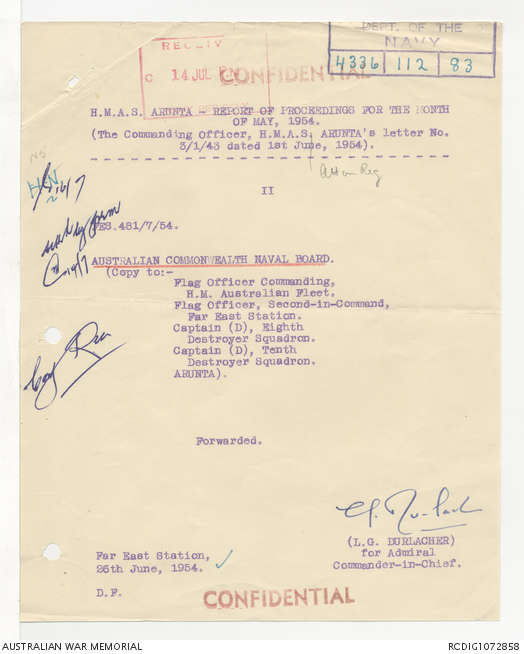 DEPT. OF THE
NAVY
4336 112 83
RECEIV
14 JUL
CONFIDENTIAL
H.M.A.S. ARUNTA - REPORT OF PROCEEDINGS FOR THE MONTH
OF MAY, 1954.
(The Commanding Officer, H.M.A.S. ARUNTA's letter No.
3/1/43 dated 1st June, 1954).
II
FES.481/7/54.
AUSTRALIAN COMMONWEALTH NAVAL BOARD.
(Copy to:-
Flag Officer Commanding,
H.M. Australian Fleet.
Flag Officer, Second-in-Command,
Far East Station.
Captain (D), Eighth
Destroyer Squadron.
Captain (D), Tenth
Destroyer Squadron.
ARUNTA).
Forwarded.
(L.G. DURLACHER)
for Admiral
Commander-in-Chief.
Far East Station,
26th June, 1954.
D.F.
CONFIDENTIAL
AUSTRALIAN WAR MEMORIAL
RCDIG1072858